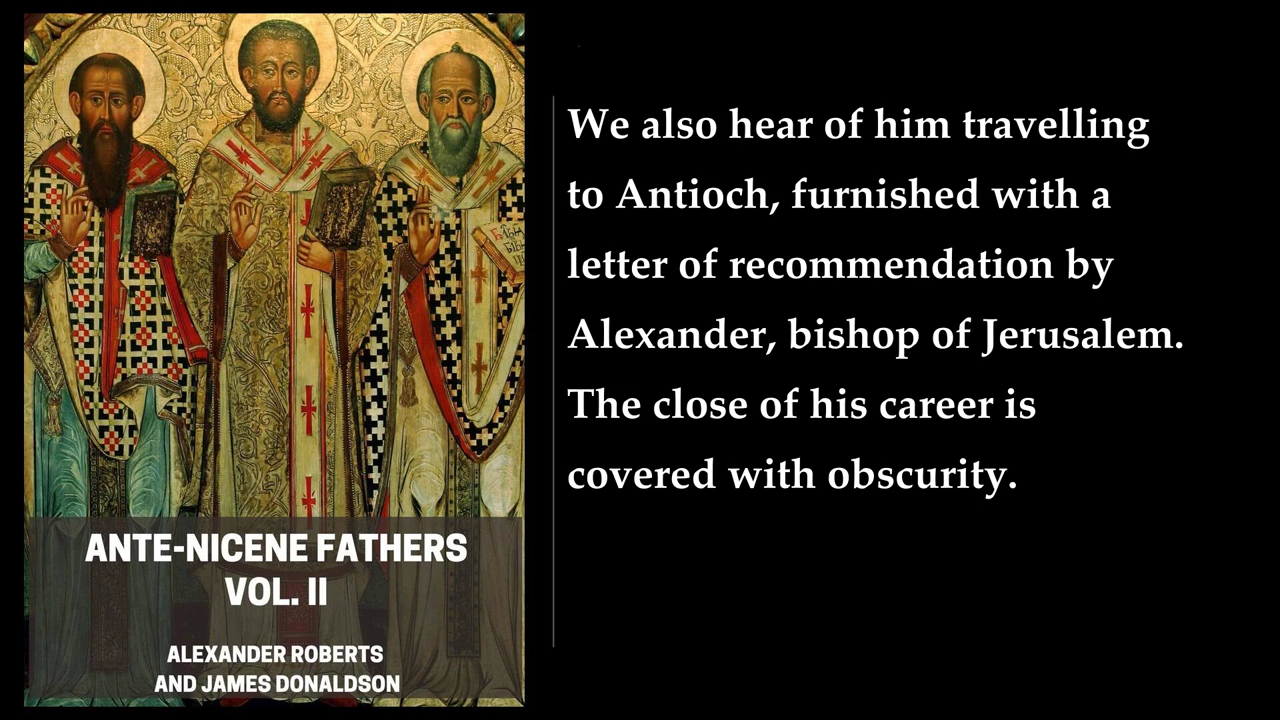 We also hear of him travelling
to Antioch, furnished with a
letter of recommendation by
Alexander, bishop of Jerusalem.
The close of his career is
covered with obscurity.
ANTE-NICENE FATHERS
VOL. II
ALEXANDER ROBERTS
AND JAMES DONALDSON